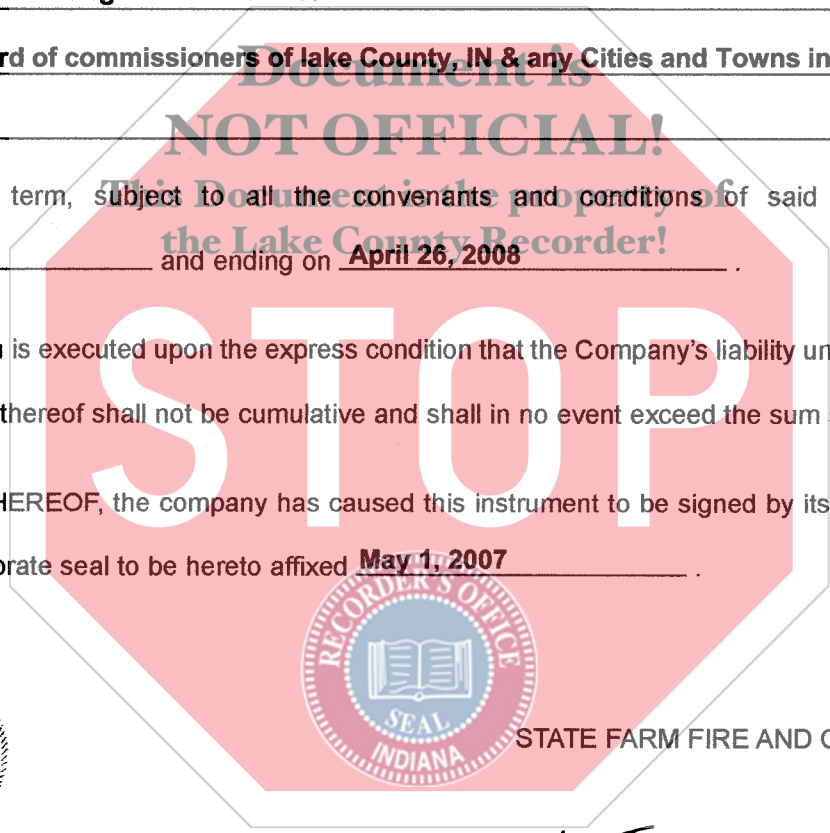 rd of commissioners of lake County, IN & any Cities and Towns in
Document is
NOT OFFICIAL!
This Document is the property of
the Lake County Recorder!
term, subject to all the convenants and conditions of said
and ending on April 26, 2008 .
is executed upon the express condition that the Company's liability un
thereof shall not be cumulative and shall in no event exceed the sum
HEREOF, the company has caused this instrument to be signed by its
orate seal to be hereto affixed May 1, 2007 .
STOP
RECORDER'S OFFICE
SEAL
INDIANA
STATE FARM FIRE AND C